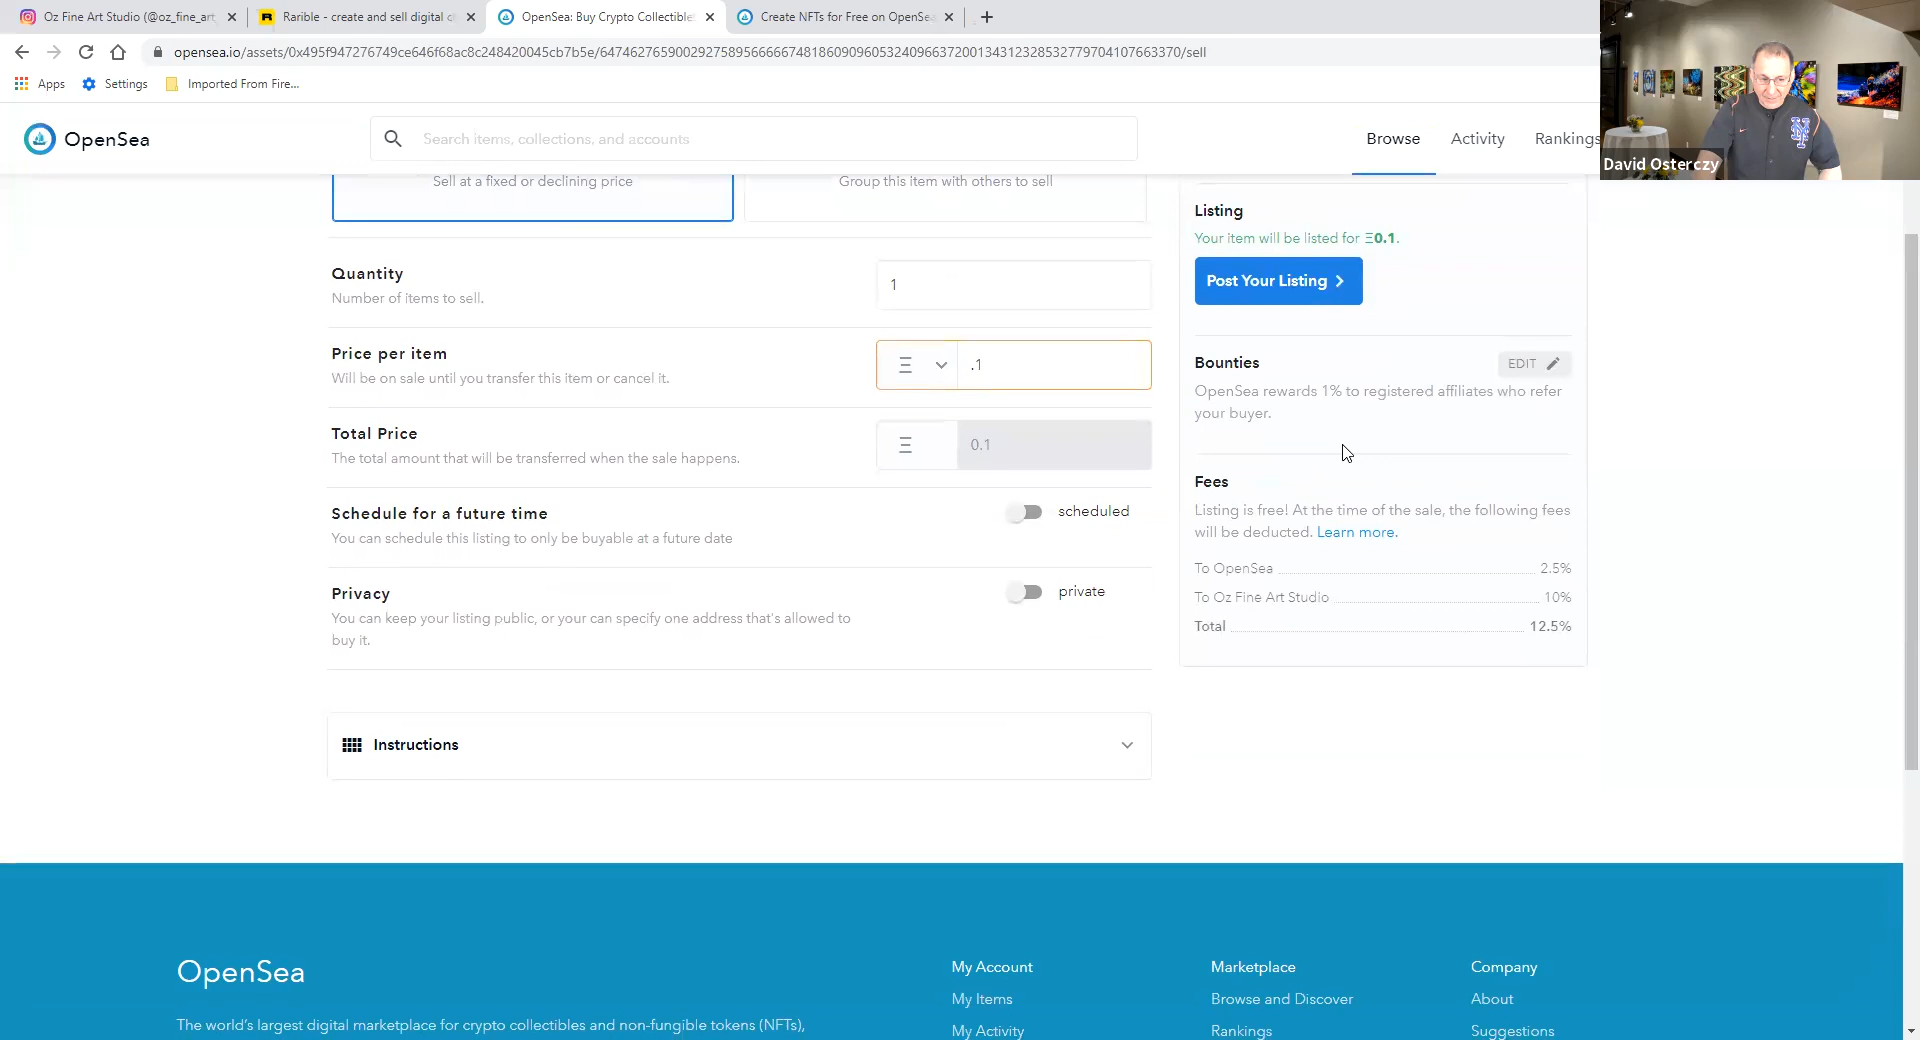 Oz Fine Art Studio (@oz_fine_art
Rarible - create and sell digital c
OpenSea: Buy Crypto Collectible
Create NFTs for Free on OpenSea
opensea.io/assets/0x495f947276749ce646f68ac8c248420045cb7b5e/64746276590029275895666667481860909605324096637200134312328532779704107663370/sell
Apps
Settings
Imported From Fire...
OpenSea
Search items, collections, and accounts
Browse
Activity
Rankings
David Osterczy
Sell at a fixed or declining price
Group this item with others to sell
Quantity
Number of items to sell.
1
Price per item
Will be on sale until you transfer this item or cancel it.
Ξ
.1
Total Price
The total amount that will be transferred when the sale happens.
Ξ
0.1
Schedule for a future time
You can schedule this listing to only be buyable at a future date
scheduled
Privacy
You can keep your listing public, or your can specify one address that's allowed to
buy it.
private
Instructions
Listing
Your item will be listed for Ξ0.1.
Post Your Listing
Bounties
EDIT
OpenSea rewards 1% to registered affiliates who refer
your buyer.
Fees
Listing is free! At the time of the sale, the following fees
will be deducted. Learn more.
To OpenSea 2.5%
To Oz Fine Art Studio 10%
Total 12.5%
OpenSea
The world's largest digital marketplace for crypto collectibles and non-fungible tokens (NFTs),
My Account
My Items
My Activity
Marketplace
Browse and Discover
Rankings
Company
About
Suggestions